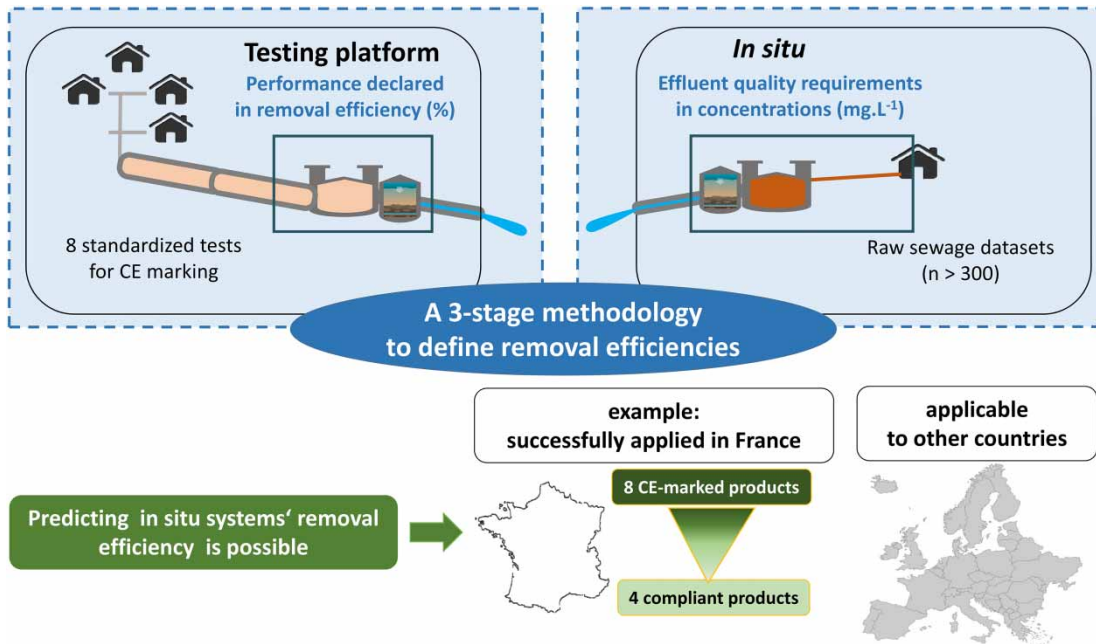 Testing platform
Performance declared
in removal efficiency (%)
8 standardized tests
for CE marking
In situ
Effluent quality requirements
in concentrations (mg.L⁻¹)
Raw sewage datasets
(n > 300)
A 3-stage methodology
to define removal efficiencies
example:
successfully applied in France
applicable
to other countries
8 CE-marked products
Predicting in situ systems‘ removal
efficiency is possible
4 compliant products